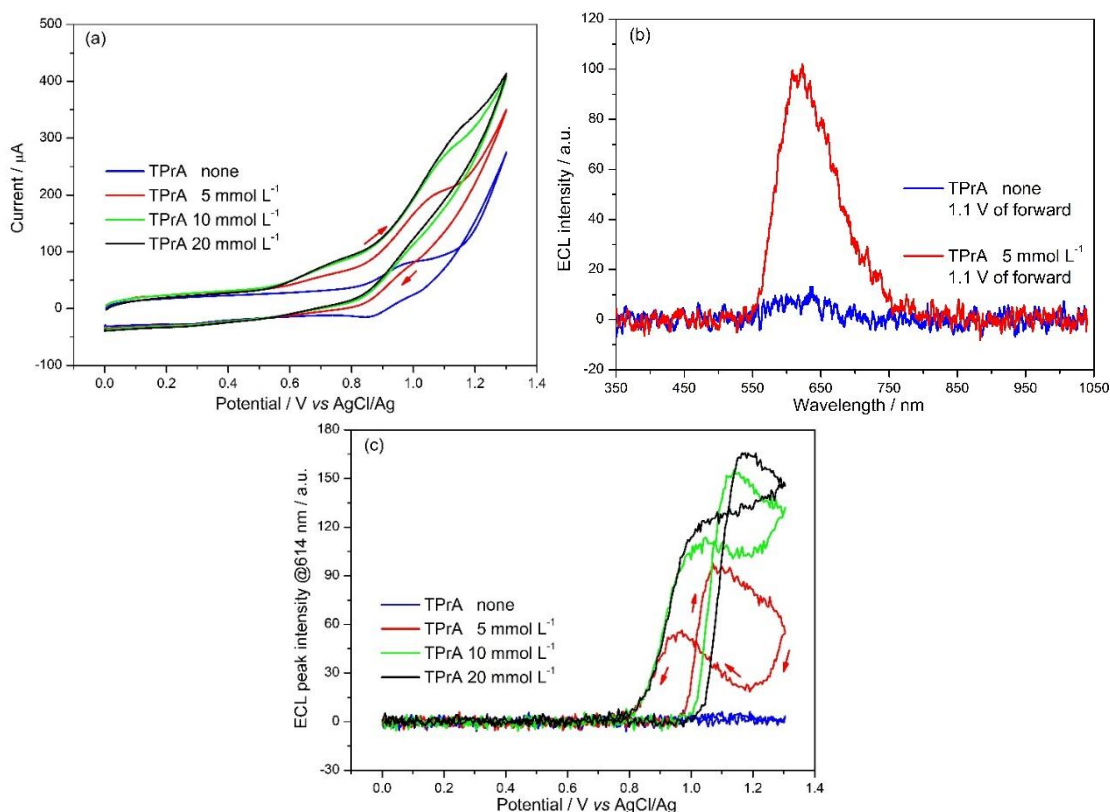 (a)
500
400
300
200
100
0
-100
Current / μA
TPrA none
TPrA 5 mmol L⁻¹
TPrA 10 mmol L⁻¹
TPrA 20 mmol L⁻¹
0.0 0.2 0.4 0.6 0.8 1.0 1.2 1.4
Potential / V vs AgCl/Ag
(b)
120
100
80
60
40
20
0
-20
ECL intensity / a.u.
TPrA none
1.1 V of forward
TPrA 5 mmol L⁻¹
1.1 V of forward
350 450 550 650 750 850 950 1050
Wavelength / nm
(c)
180
150
120
90
60
30
0
-30
ECL peak intensity @614 nm / a.u.
TPrA none
TPrA 5 mmol L⁻¹
TPrA 10 mmol L⁻¹
TPrA 20 mmol L⁻¹
0.0 0.2 0.4 0.6 0.8 1.0 1.2 1.4
Potential / V vs AgCl/Ag